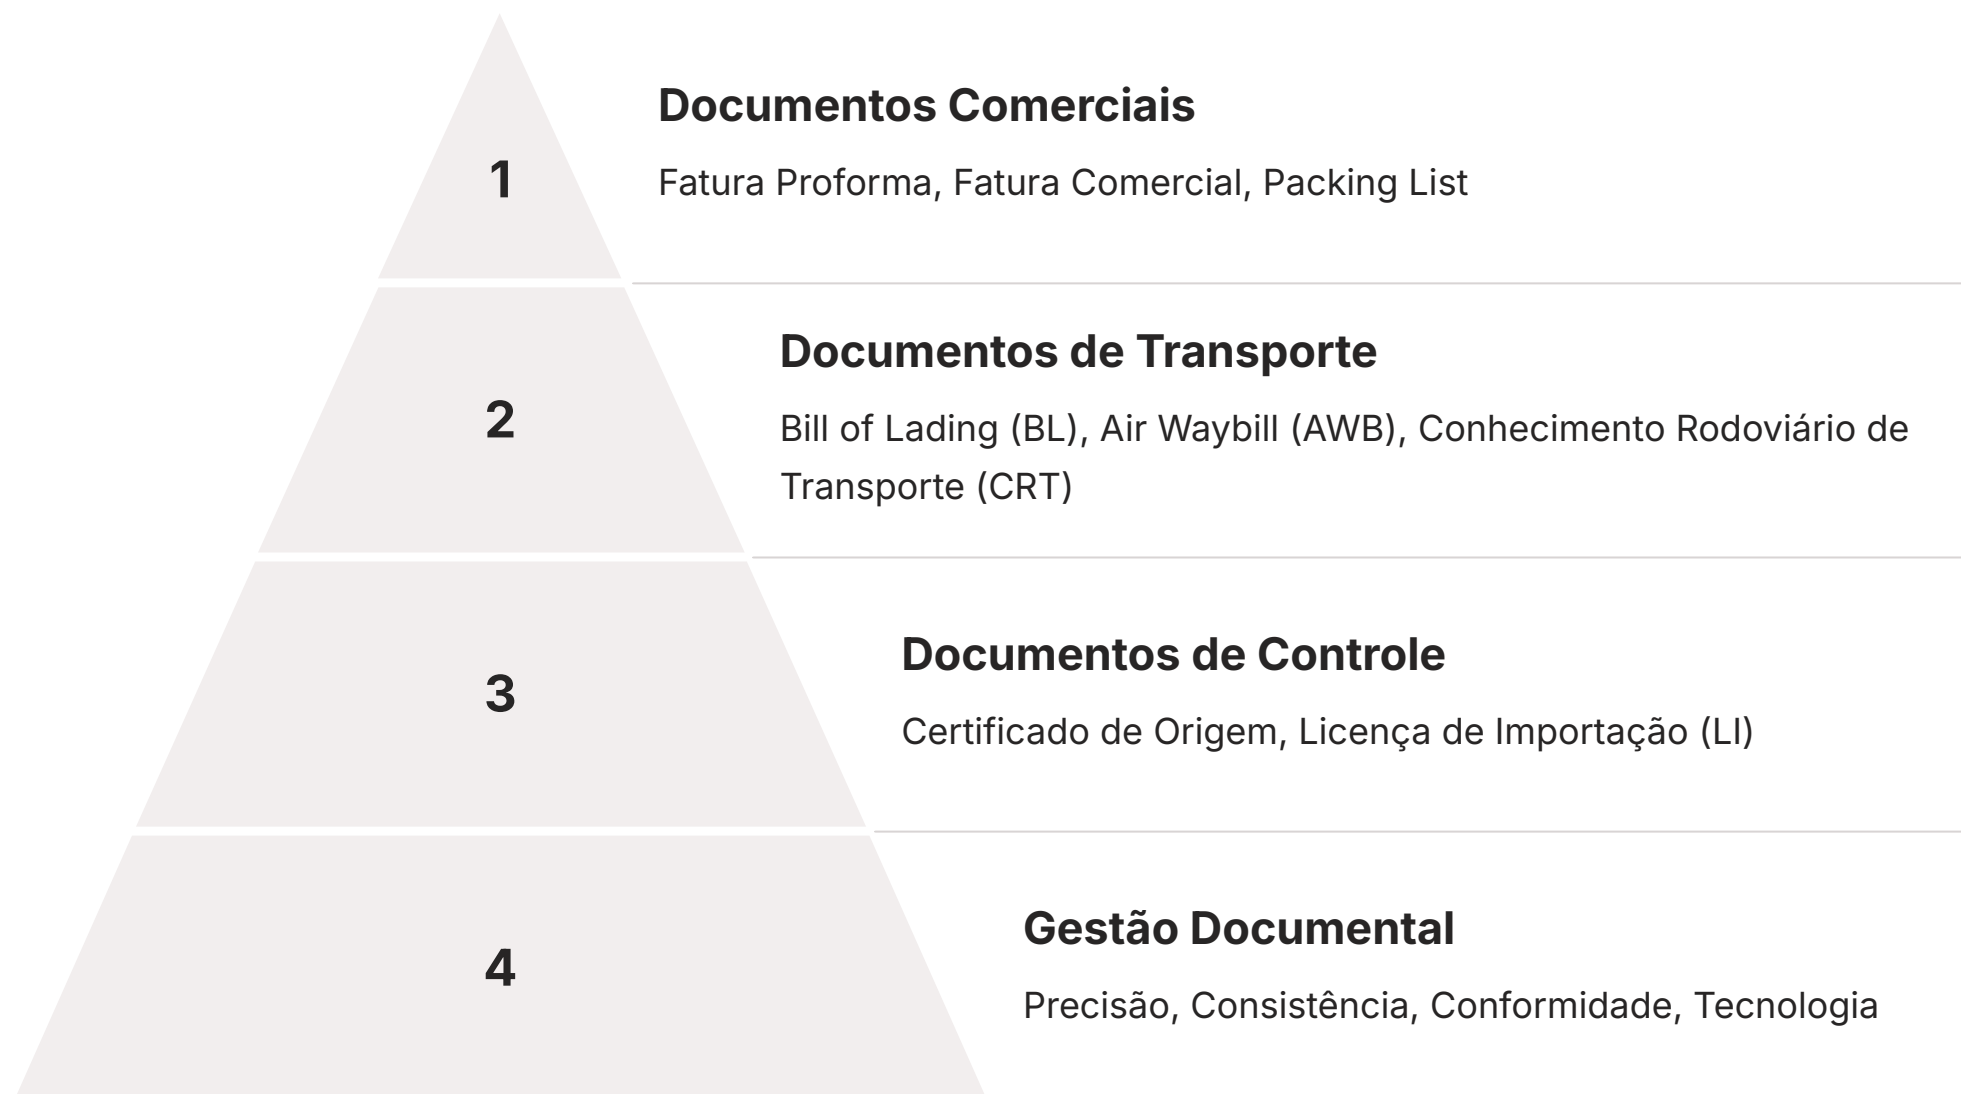 1
Documentos Comerciais
Fatura Proforma, Fatura Comercial, Packing List
2
Documentos de Transporte
Bill of Lading (BL), Air Waybill (AWB), Conhecimento Rodoviário de
Transporte (CRT)
3
Documentos de Controle
Certificado de Origem, Licença de Importação (LI)
4
Gestão Documental
Precisão, Consistência, Conformidade, Tecnologia